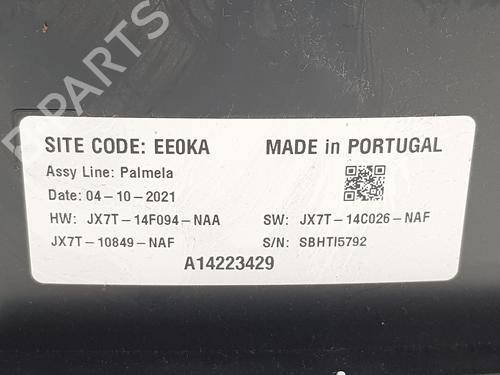 SITE CODE: EE0KA MADE in PORTUGAL
Assy Line: Palmela
Date: 04-10-2021
HW: JX7T-14F094-NAA SW: JX7T-14C026-NAF
JX7T-10849-NAF S/N: SBHTI5792
A14223429
B-PARTS